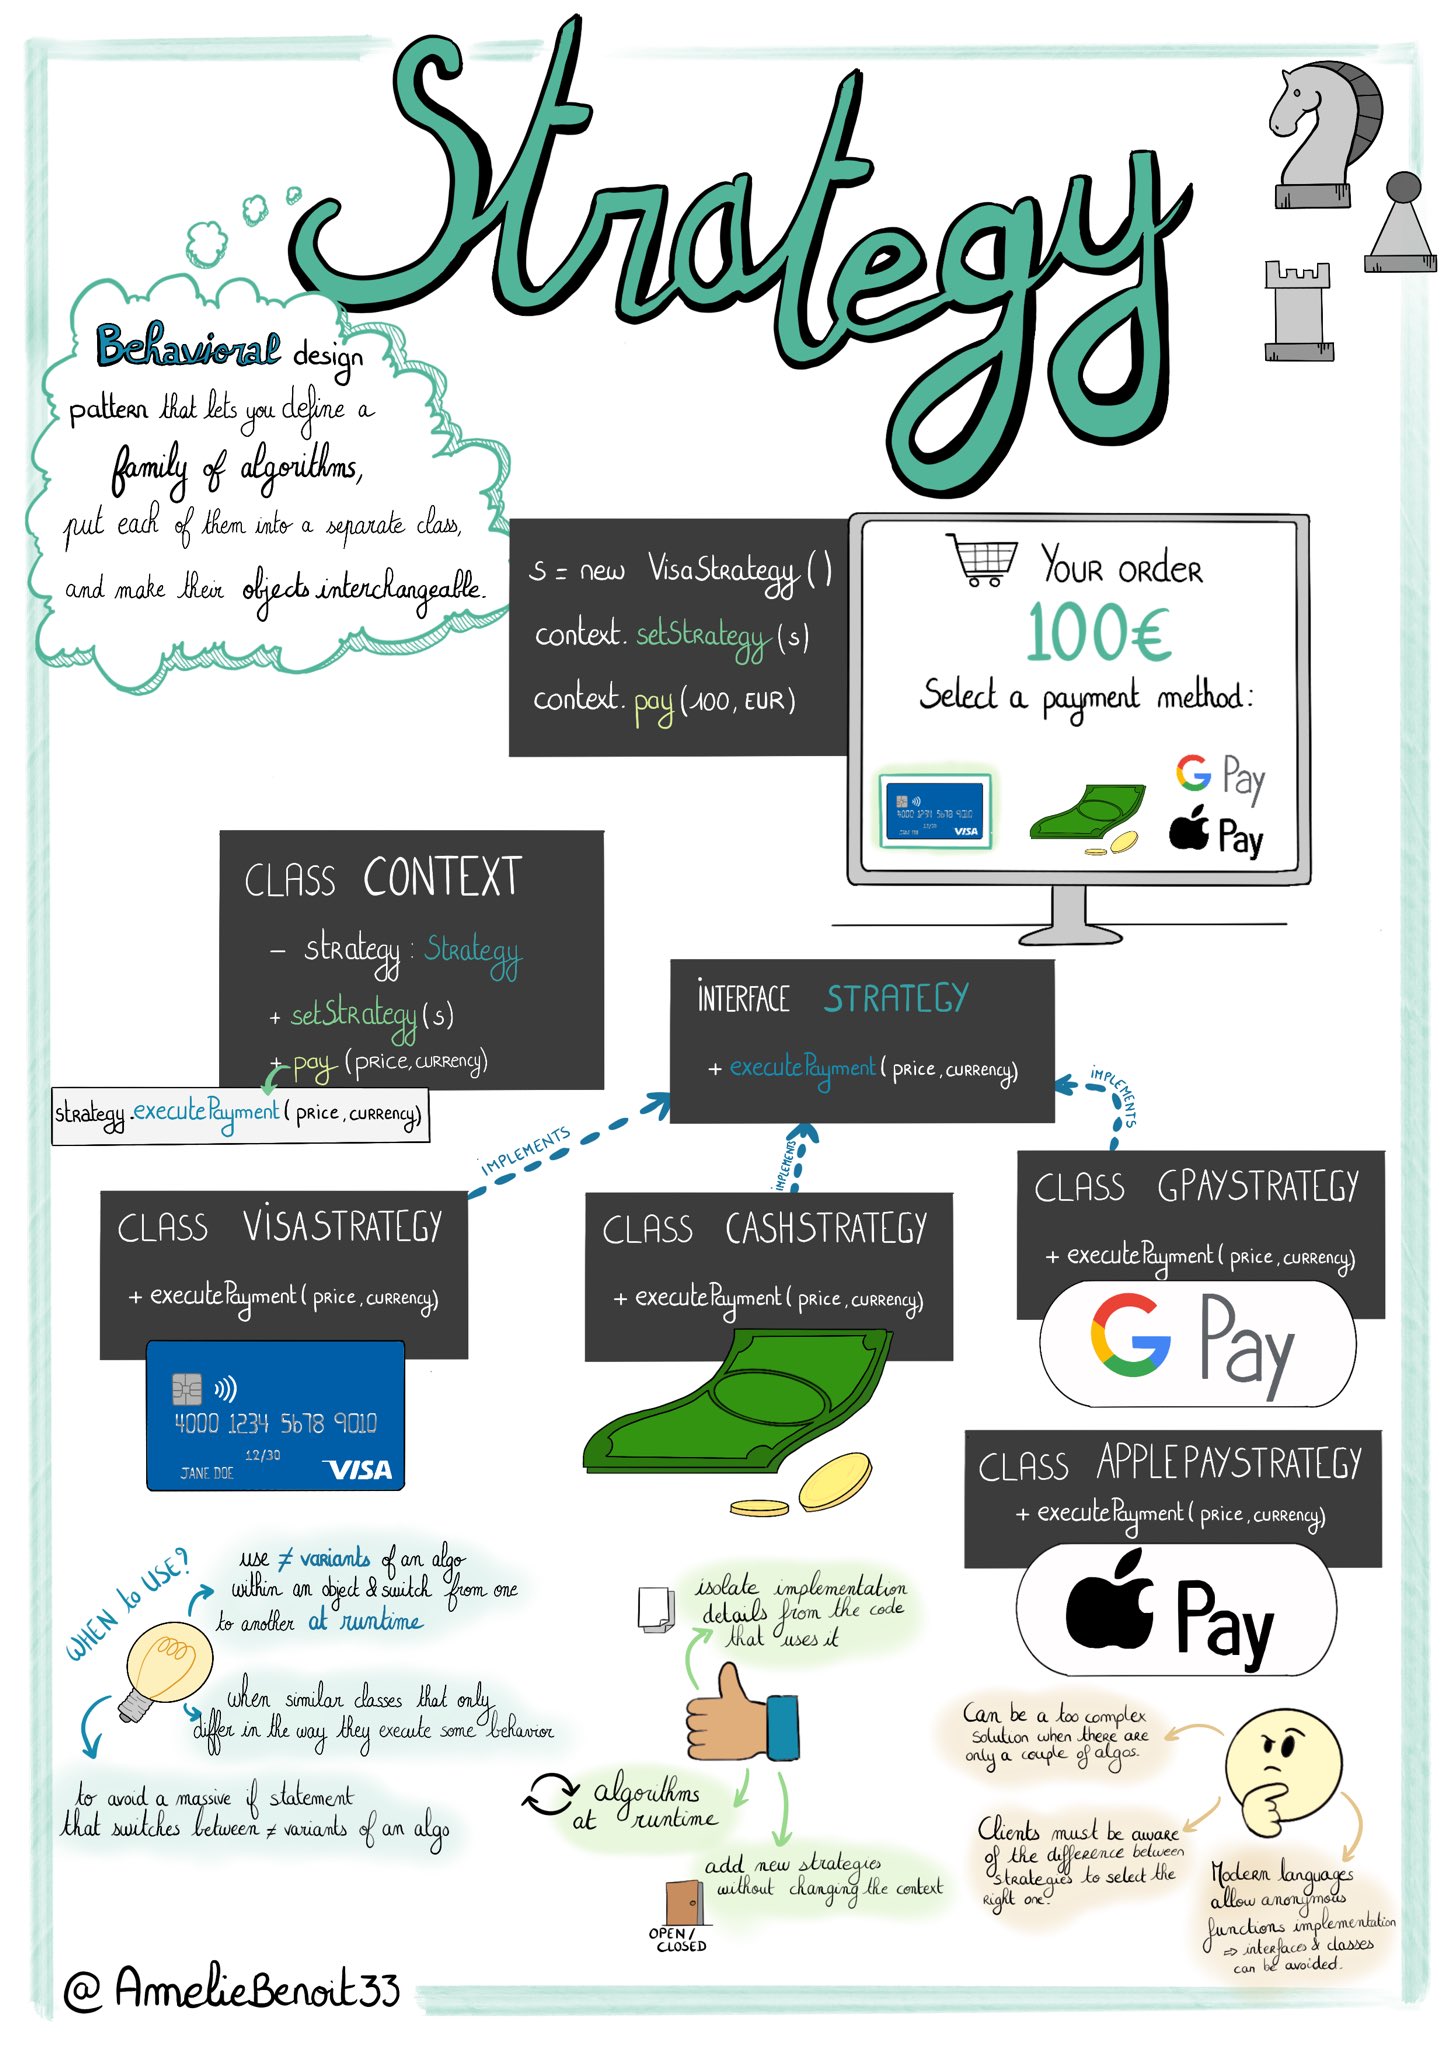 Strategy
Behavioral design
pattern that lets you define a
family of algorithms,
put each of them into a separate class,
and make their objects interchangeable.
s = new VisaStrategy()
context.setStrategy(s)
context.pay(100, EUR)
Your order
100€
Select a payment method:
4000 1234 5678 9010
12/30
JANE DOE
VISA
G Pay
Pay
CLASS CONTEXT
- strategy : Strategy
+ setStrategy(s)
+ pay (price, currency)
strategy.executePayment(price, currency)
INTERFACE STRATEGY
+ executePayment(price, currency)
IMPLEMENTS
IMPLEMENTS
IMPLEMENTS
CLASS VISASTRATEGY
+ executePayment(price, currency)
4000 1234 5678 9010
12/30
JANE DOE
VISA
CLASS CASHSTRATEGY
+ executePayment(price, currency)
CLASS GPAYSTRATEGY
+ executePayment(price, currency)
G Pay
CLASS APPLEPAYSTRATEGY
+ executePayment(price, currency)
Pay
WHEN to USE?
use ≠ variants of an algo
within an object & switch from one
to another at runtime
when similar classes that only
differ in the way they execute some behavior
to avoid a massive if statement
that switches between ≠ variants of an algo
isolate implementation
details from the code
that uses it
algorithms
at runtime
add new strategies
without changing the context
OPEN/
CLOSED
Can be a too complex
solution when there are
only a couple of algos.
Clients must be aware
of the difference between
strategies to select the
right one.
Modern languages
allow anonymous
functions implementation
⇒ interfaces & classes
can be avoided.
@AmelieBenoit33